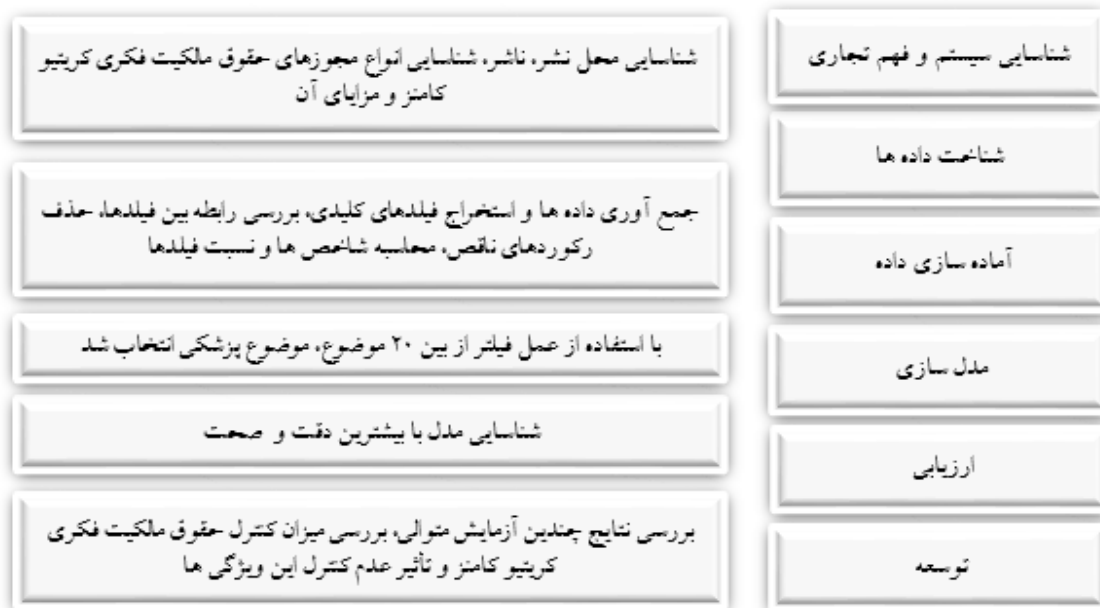 شناسایی سیستم و فهم تجاری
شناخت داده ها
آماده سازی داده
مدل سازی
ارزیابی
توسعه
شناسایی محل نشر، ناشر، شناسایی انواع مجوزهای حقوق مالکیت فکری کریتیو
کامنز و مزایای آن
جمع آوری داده ها و استخراج فیلدهای کلیدی، بررسی رابطه بین فیلدها، حذف
رکوردهای ناقص، محاسبه شاخص ها و نسبت فیلدها
با استفاده از عمل فیلتر از بین ۲۰ موضوع، موضوع پزشکی انتخاب شد
شناسایی مدل با بیشترین دقت و صحت
بررسی نتایج چندین آزمایش متوالی، بررسی میزان کنترل حقوق مالکیت فکری
کریتیو کامنز و تأثیر عدم کنترل این ویژگی ها